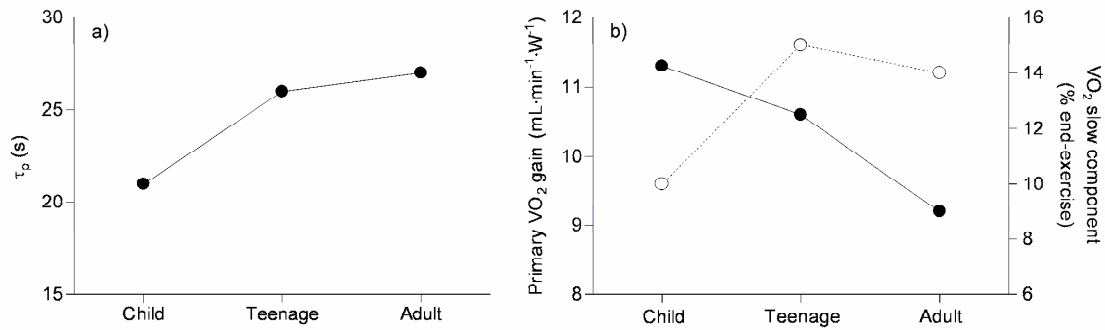 a)
30
25
20
15
τp (s)
Child
Teenage
Adult
b)
12
11
10
9
8
Primary VO2 gain (mL·min-1·W-1)
16
14
12
10
8
6
VO2 slow compcnent
(% end-exercise)
Child
Teenage
Adult